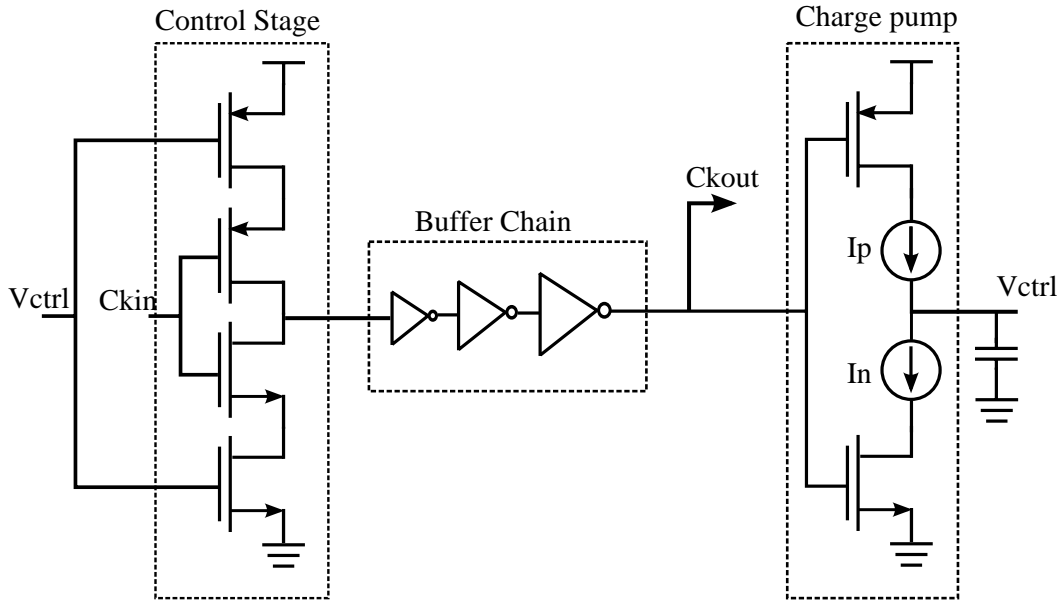 Control Stage
Charge pump
Ckout
Buffer Chain
Ip
Vctrl
Ckin
Vctrl
In